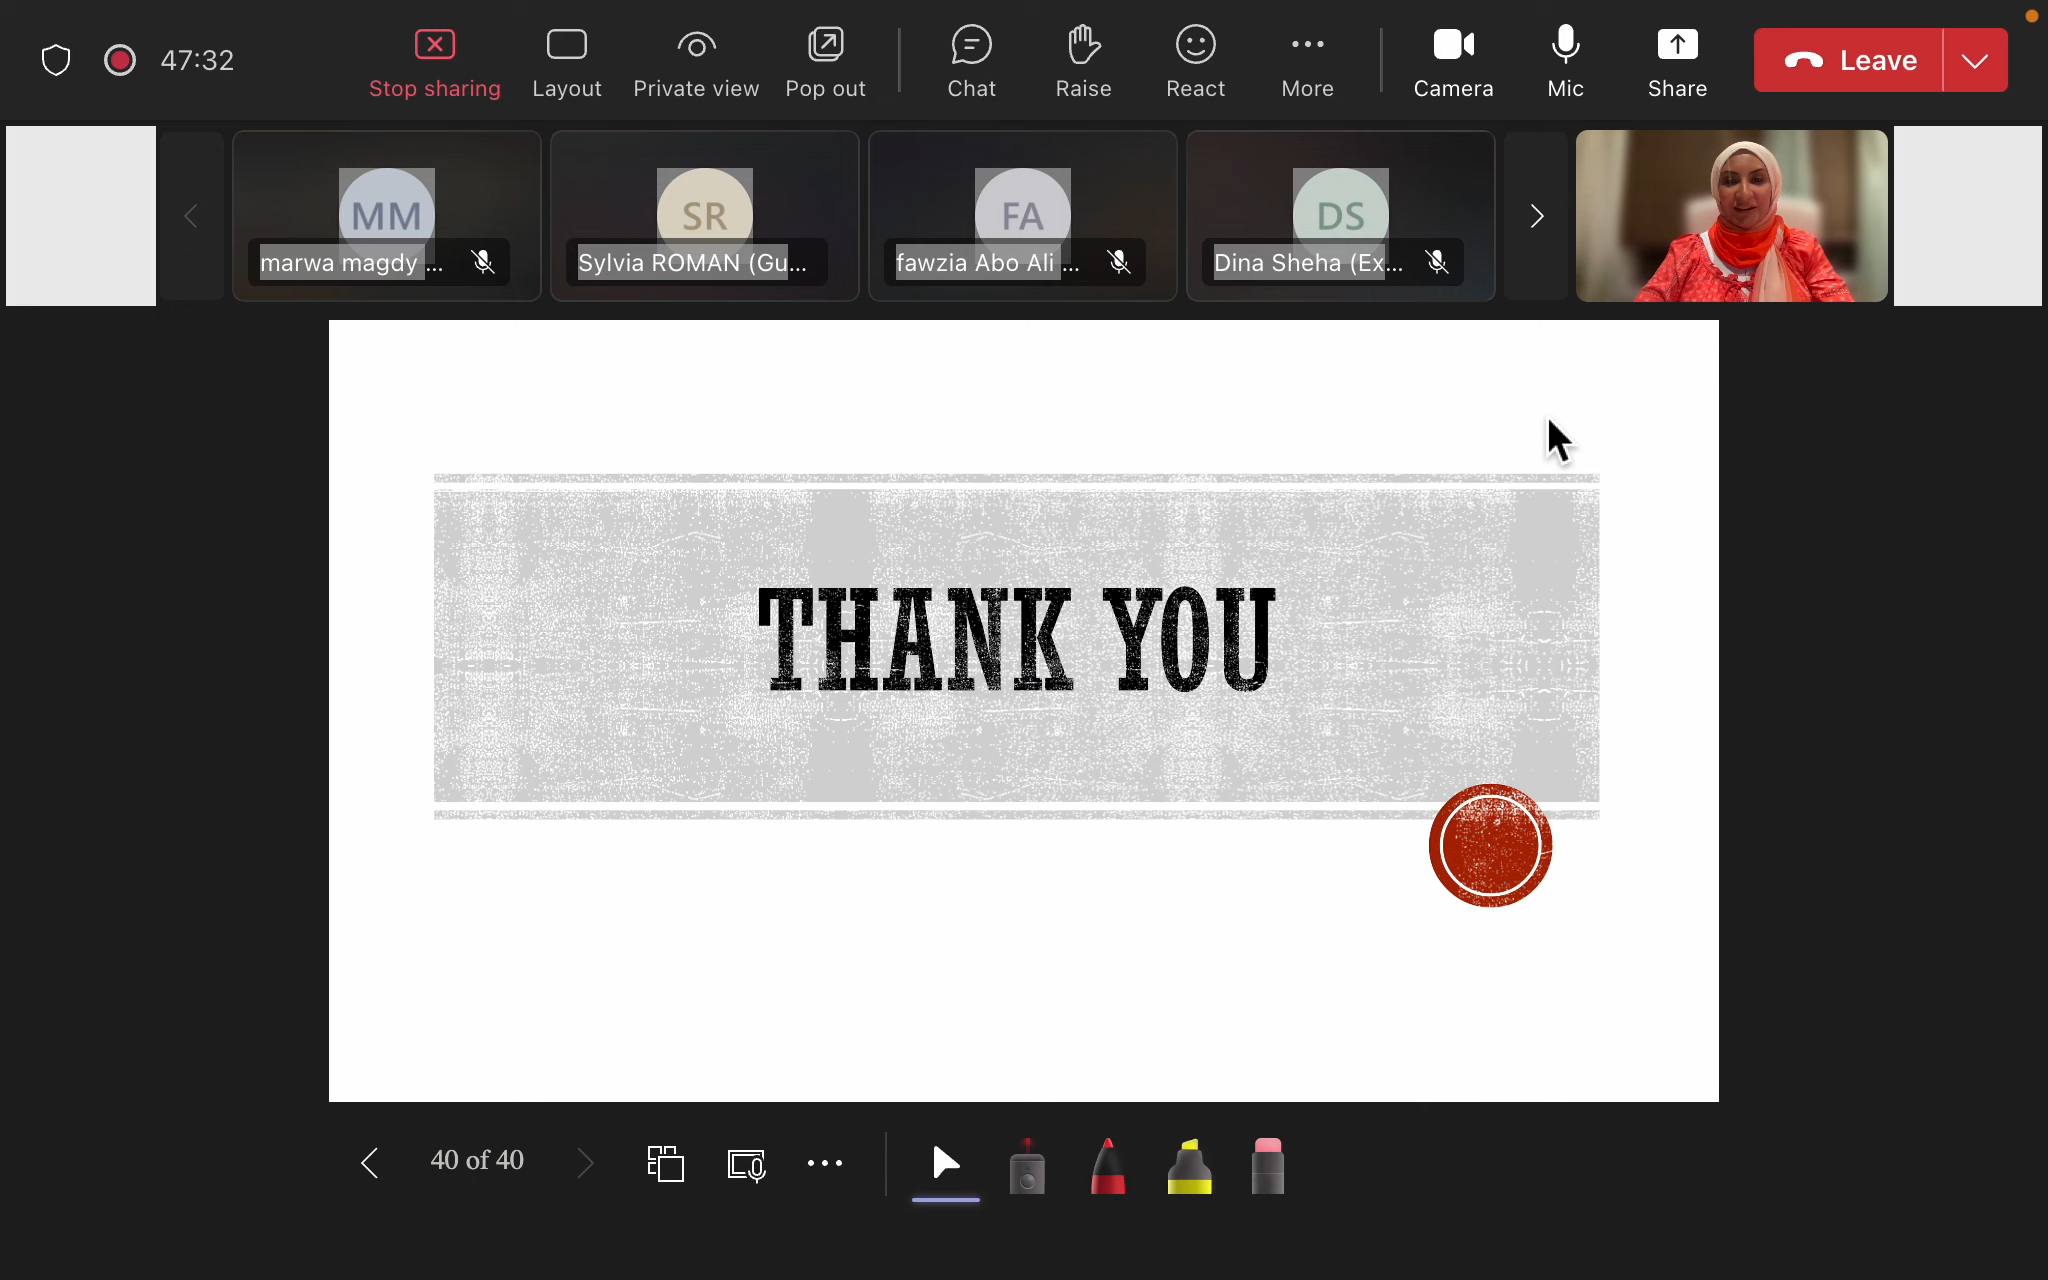 47:32
Stop sharing
Layout
Private view
Pop out
Chat
Raise
React
More
Camera
Mic
Share
Leave
MM
marwa magdy ...
SR
Sylvia ROMAN (Gu...
FA
fawzia Abo Ali ...
DS
Dina Sheha (Ex...
THANK YOU
40 of 40